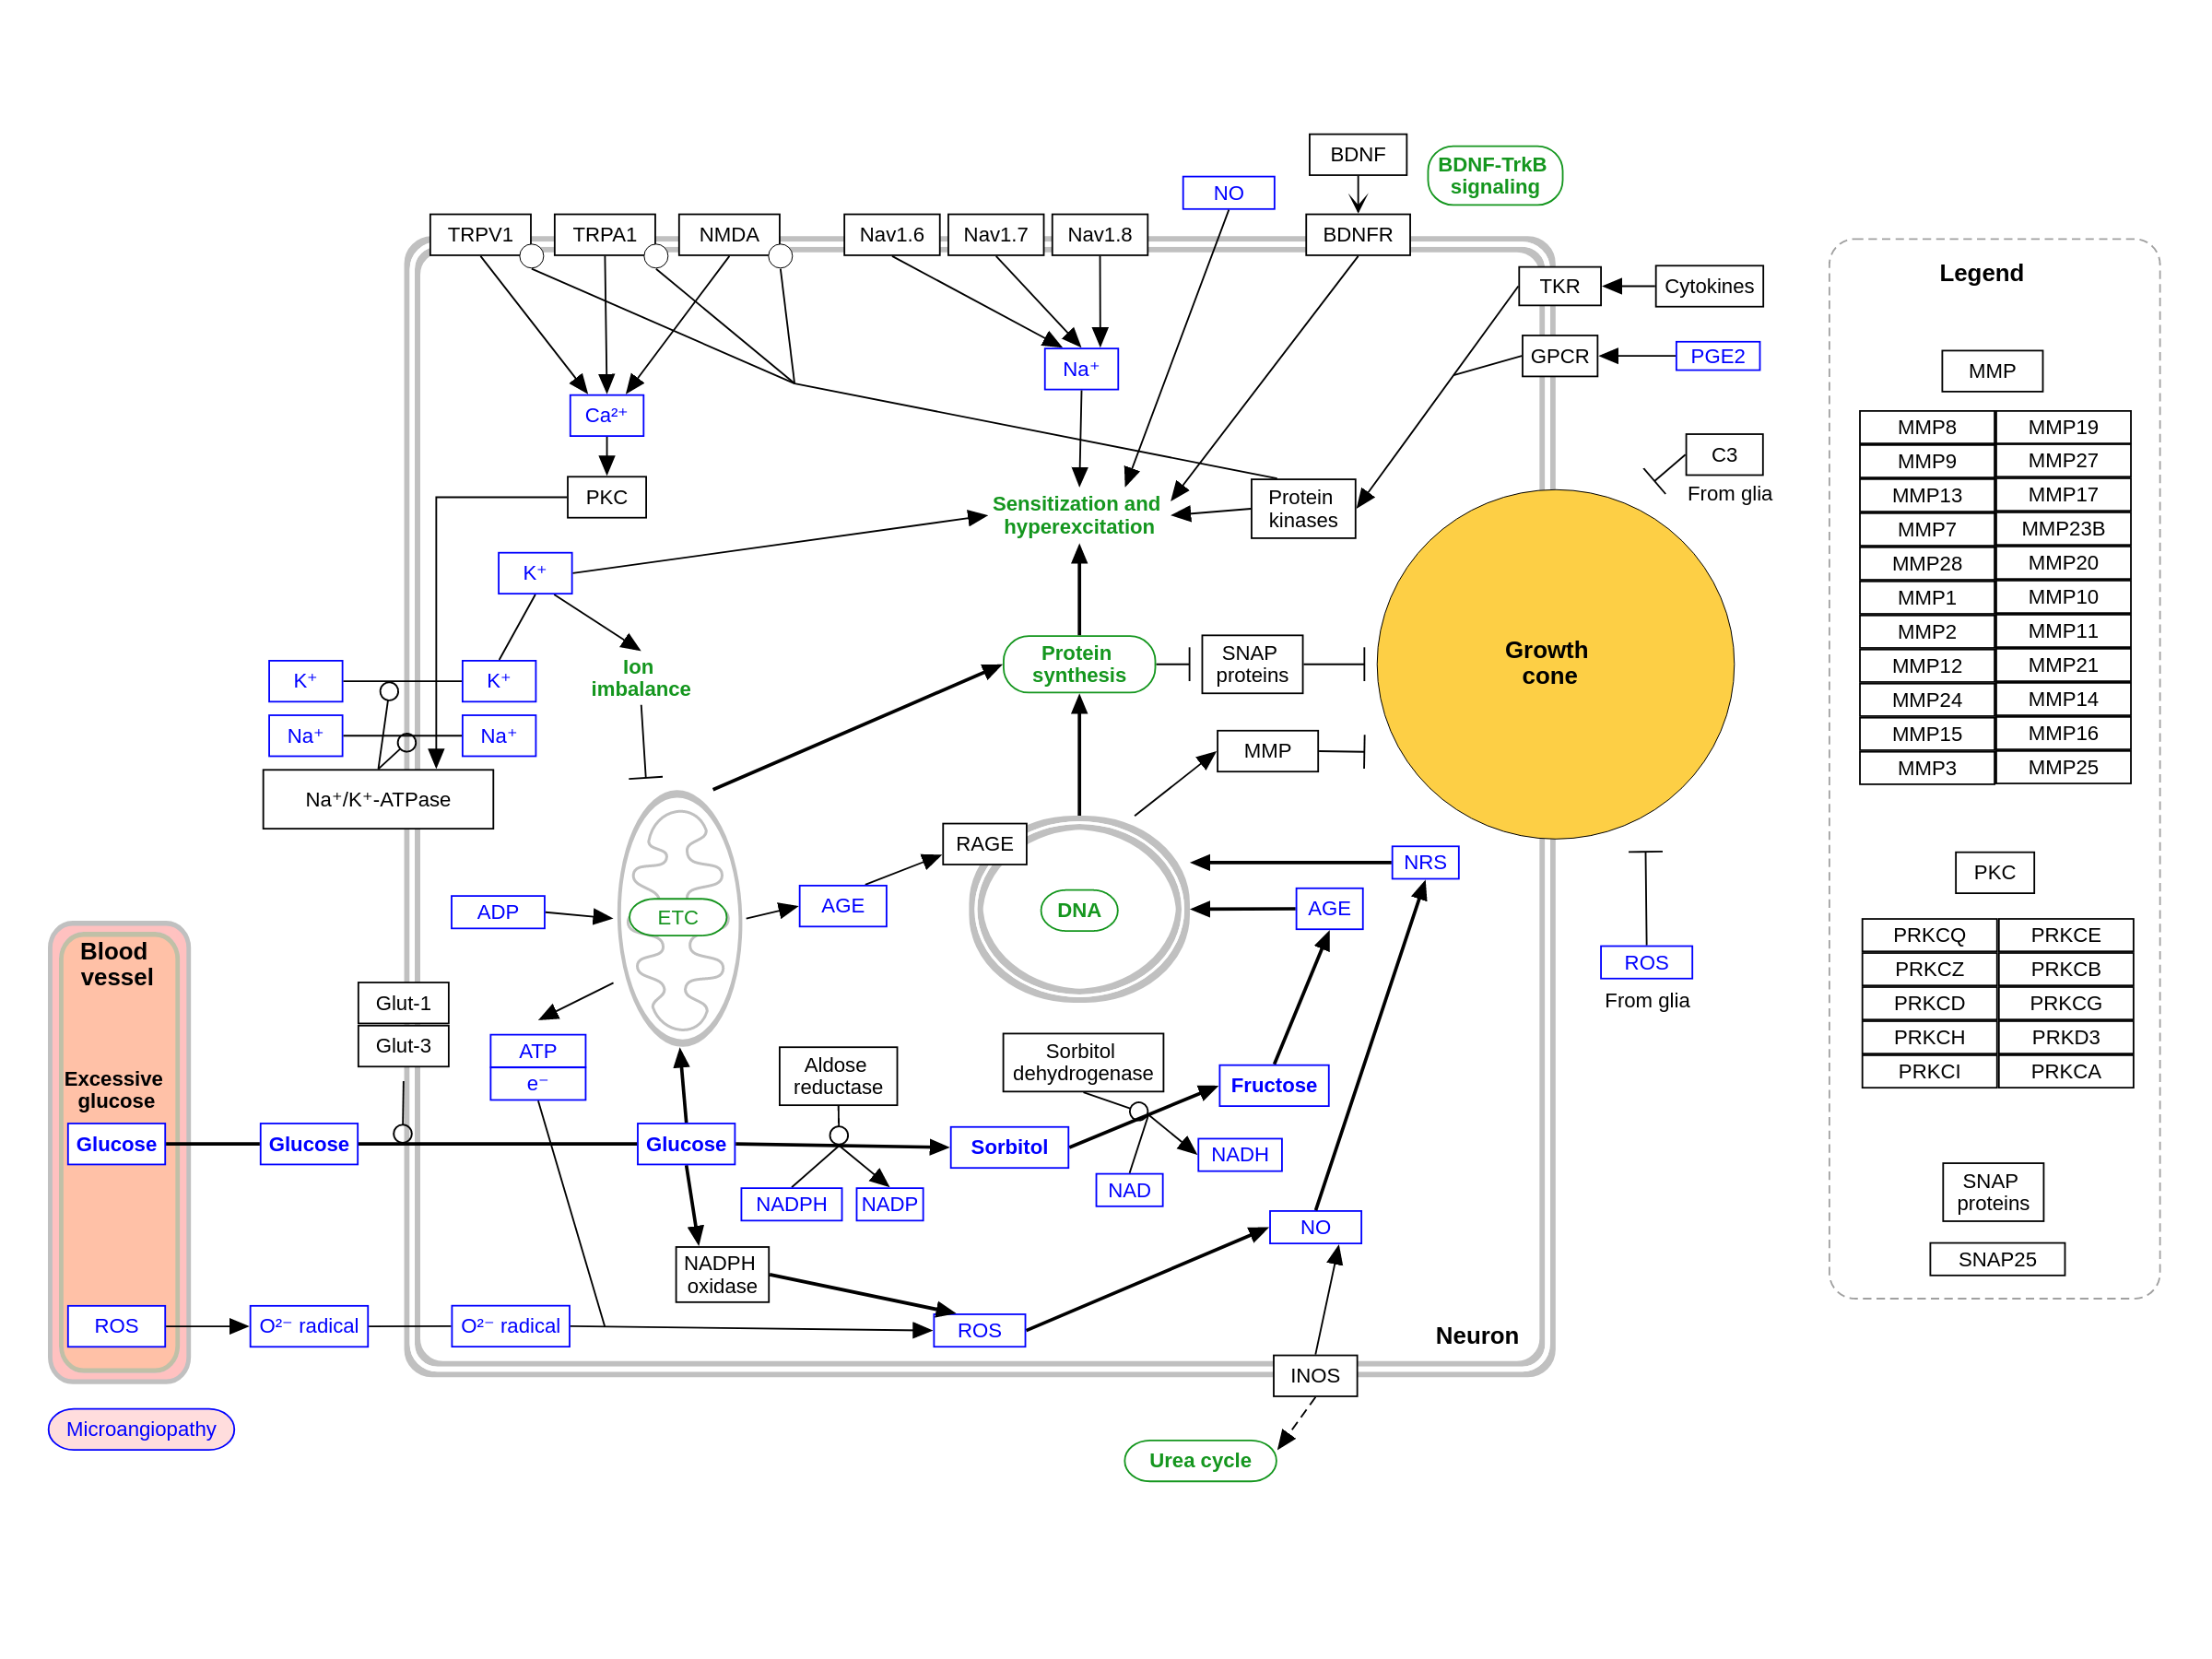 BDNF
BDNF-TrkB
signaling
NO
TRPV1
TRPA1
NMDA
Nav1.6
Nav1.7
Nav1.8
BDNFR
TKR
Cytokines
GPCR
PGE2
Na⁺
Ca²⁺
C3
From glia
PKC
Sensitization and
hyperexcitation
Protein
kinases
K⁺
Ion
imbalance
Protein
synthesis
SNAP
proteins
Growth
cone
K⁺
K⁺
Na⁺
Na⁺
MMP
Na⁺/K⁺-ATPase
RAGE
NRS
ADP
ETC
AGE
DNA
AGE
ROS
From glia
Blood
vessel
Glut-1
Glut-3
ATP
e⁻
Aldose
reductase
Sorbitol
dehydrogenase
Fructose
Excessive
glucose
Glucose
Glucose
Glucose
Sorbitol
NADH
NADPH
NADP
NAD
NO
NADPH
oxidase
ROS
O²⁻ radical
O²⁻ radical
ROS
Neuron
INOS
Microangiopathy
Urea cycle
Legend
MMP
MMP8
MMP19
MMP9
MMP27
MMP13
MMP17
MMP7
MMP23B
MMP28
MMP20
MMP1
MMP10
MMP2
MMP11
MMP12
MMP21
MMP24
MMP14
MMP15
MMP16
MMP3
MMP25
PKC
PRKCQ
PRKCE
PRKCZ
PRKCB
PRKCD
PRKCG
PRKCH
PRKD3
PRKCI
PRKCA
SNAP
proteins
SNAP25